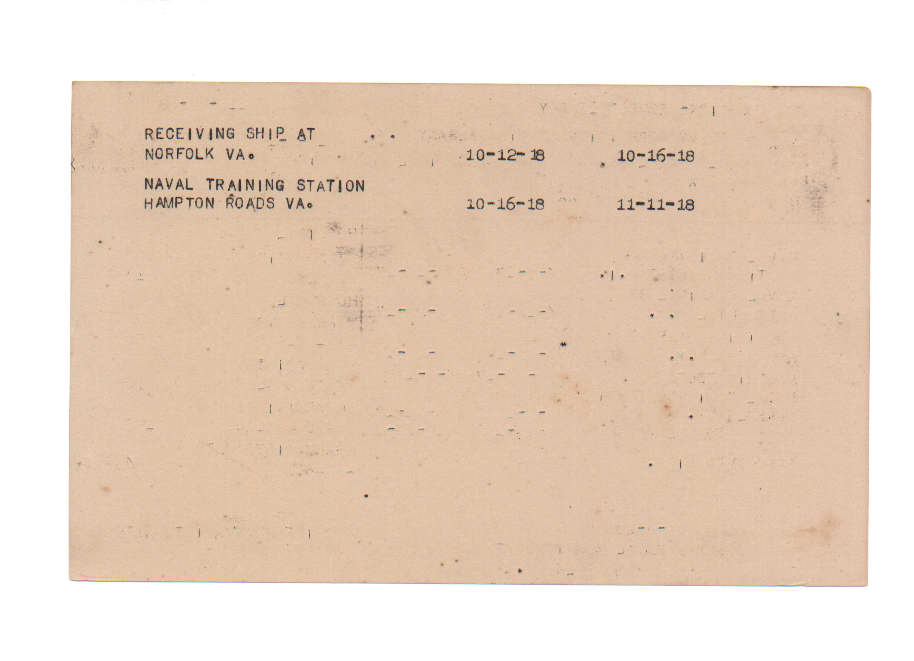 RECEIVING SHIP AT
NORFOLK VA. 10-12-18 10-16-18
NAVAL TRAINING STATION
HAMPTON ROADS VA. 10-16-18 11-11-18